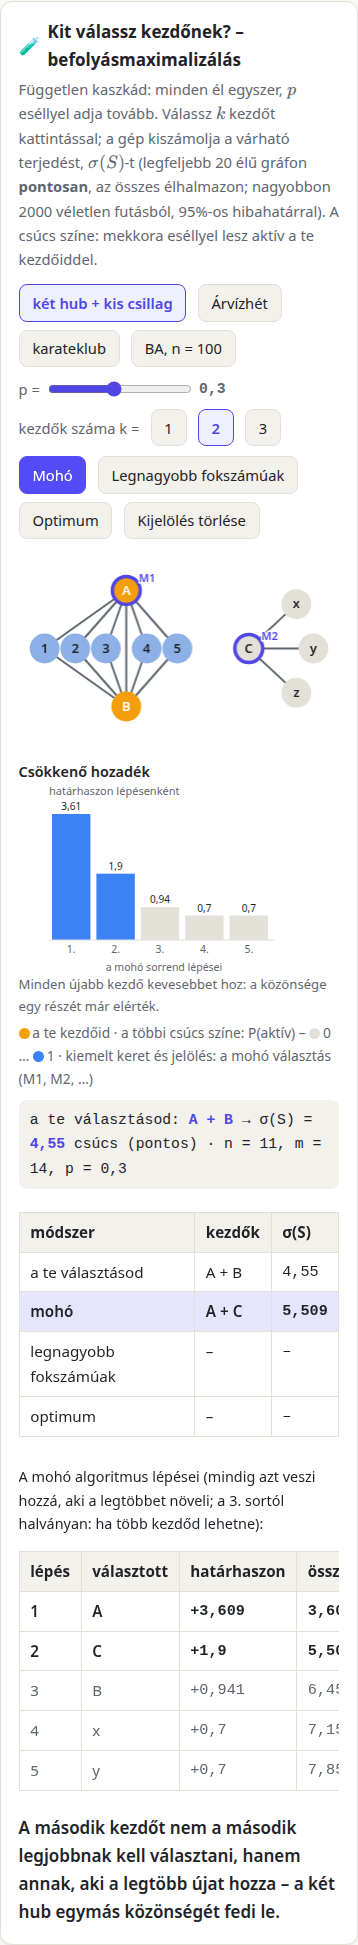 🧪 Kit válassz kezdőnek? –
befolyásmaximalizálás
Független kaszkád: minden él egyszer, p
eséllyel adja tovább. Válassz k kezdőt
kattintással; a gép kiszámolja a várható
terjedést, σ(S)-t (legfeljebb 20 élű gráfon
pontosan, az összes élhalmazon; nagyobbon
2000 véletlen futásból, 95%-os hibahatárral). A
csúcs színe: mekkora eséllyel lesz aktív a te
kezdőiddel.
két hub + kis csillag
Árvízhét
karateklub
BA, n = 100
p =
0,3
kezdők száma k =
1
2
3
Mohó
Legnagyobb fokszámúak
Optimum
Kijelölés törlése
A
M1
x
1
2
3
4
5
C
M2
y
z
B
Csökkenő hozadék
határhaszon lépésenként
3,61
1,9
0,94
0,7
0,7
1.
2.
3.
4.
5.
a mohó sorrend lépései
Minden újabb kezdő kevesebbet hoz: a közönsége
egy részét már elérték.
a te kezdőid · a többi csúcs színe: P(aktív) – 0
… 1 · kiemelt keret és jelölés: a mohó választás
(M1, M2, …)
a te választásod: A + B → σ(S) =
4,55 csúcs (pontos) · n = 11, m =
14, p = 0,3
módszer kezdők σ(S)
a te választásod A + B 4,55
mohó A + C 5,509
legnagyobb
fokszámúak – –
optimum – –
A mohó algoritmus lépései (mindig azt veszi
hozzá, aki a legtöbbet növeli; a 3. sortól
halványan: ha több kezdőd lehetne):
lépés választott határhaszon össz
1 A +3,609 3,60
2 C +1,9 5,50
3 B +0,941 6,45
4 x +0,7 7,15
5 y +0,7 7,85
A második kezdőt nem a második
legjobbnak kell választani, hanem
annak, aki a legtöbb újat hozza – a két
hub egymás közönségét fedi le.